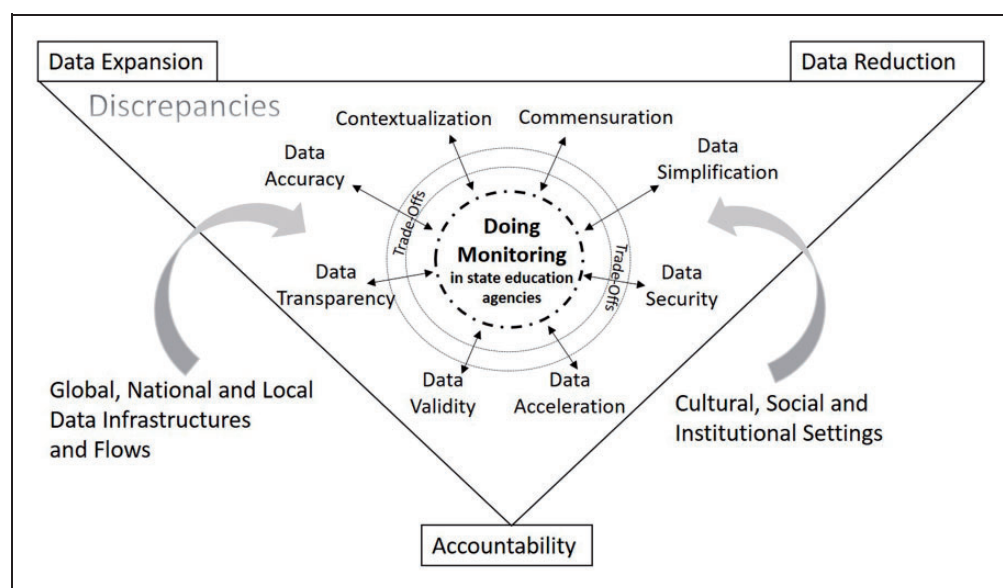 Data Expansion
Data Reduction
Discrepancies
Contextualization
Commensuration
Data
Accuracy
Data
Simplification
Trade-Offs
Doing
Monitoring
in state education
agencies
Trade-Offs
Data
Transparency
Data
Security
Data
Validity
Data
Acceleration
Global, National and Local
Data Infrastructures
and Flows
Cultural, Social and
Institutional Settings
Accountability